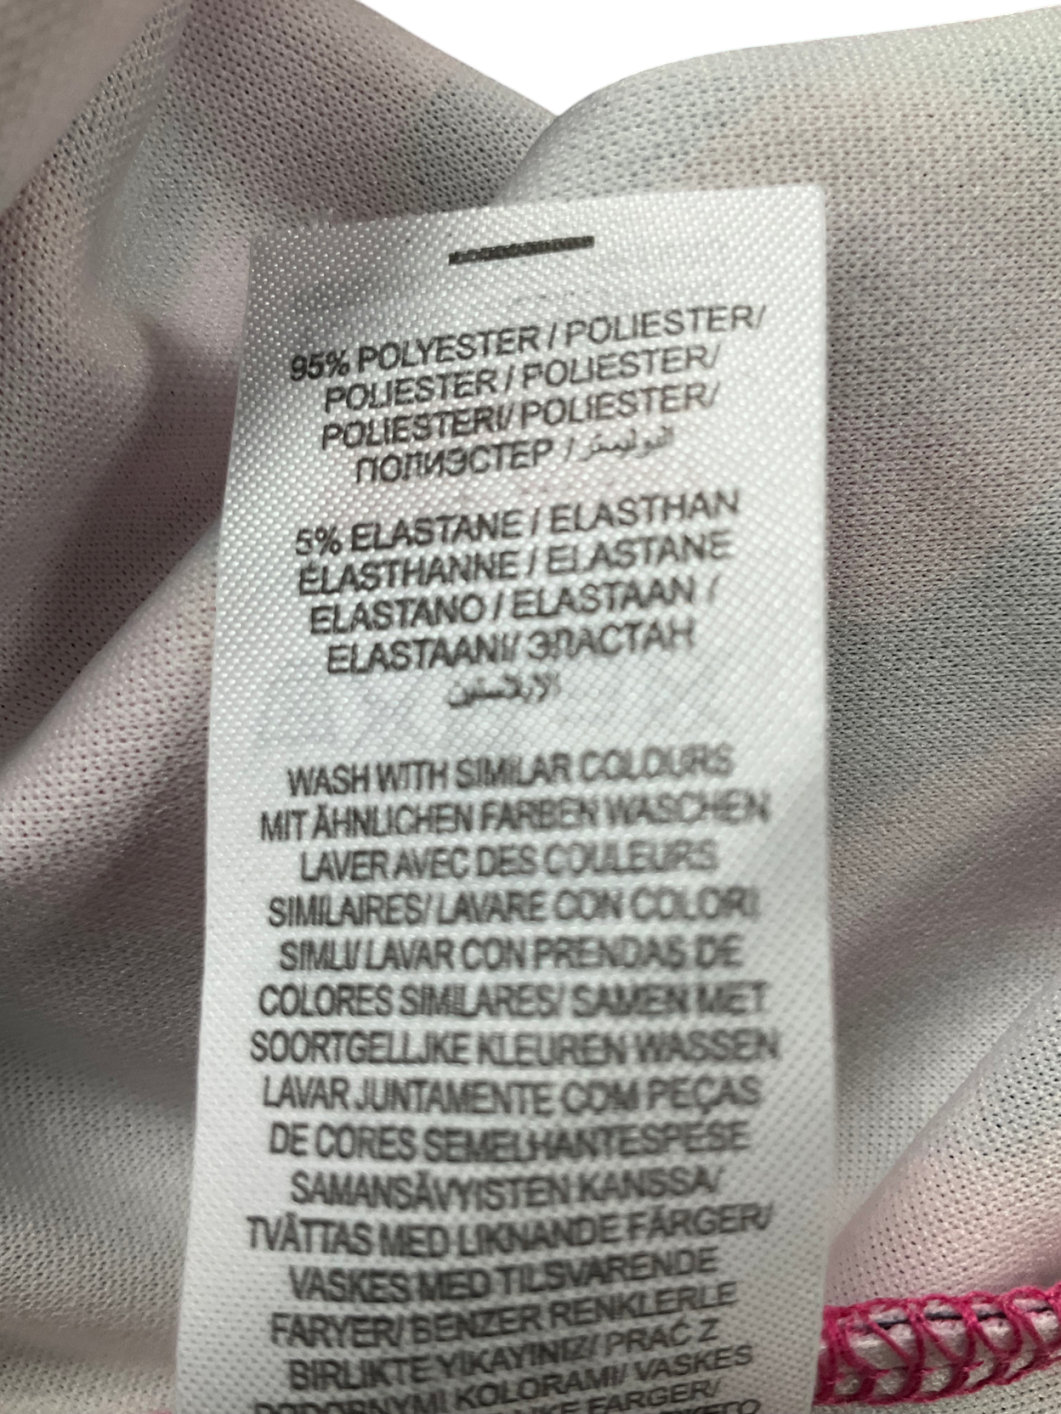 95% POLYESTER / POLIESTER/
POLIESTER / POLIESTER/
POLIESTERI/ POLIESTER/
ПОЛИЭСТЕР /
5% ELASTANE / ELASTHAN
ÉLASTHANNE / ELASTANE
ELASTANO / ELASTAAN /
ELASTAANI/ ЭЛАСТАН
WASH WITH SIMILAR COLOURS
MIT ÄHNLICHEN FARBEN WASCHEN
LAVER AVEC DES COULEURS
SIMILAIRES/ LAVARE CON COLORI
SIMLI/ LAVAR CON PRENDAS DE
COLORES SIMILARES/ SAMEN MET
SOORTGELLJKE KLEUREN WASSEN
LAVAR JUNTAMENTE COM PEÇAS
DE CORES SEMELHANTESPESE
SAMANSÄVYISTEN KANSSA/
TVÄTTAS MED LIKNANDE FÄRGER/
VASKES MED TILSVARENDE
FARYER/ BENZER RENKLERLE
BIRLIKTE YIKAYINIZ/ PRAĆ Z
PODOBNYMI KOLORAMI/ VASKES
FARGER/